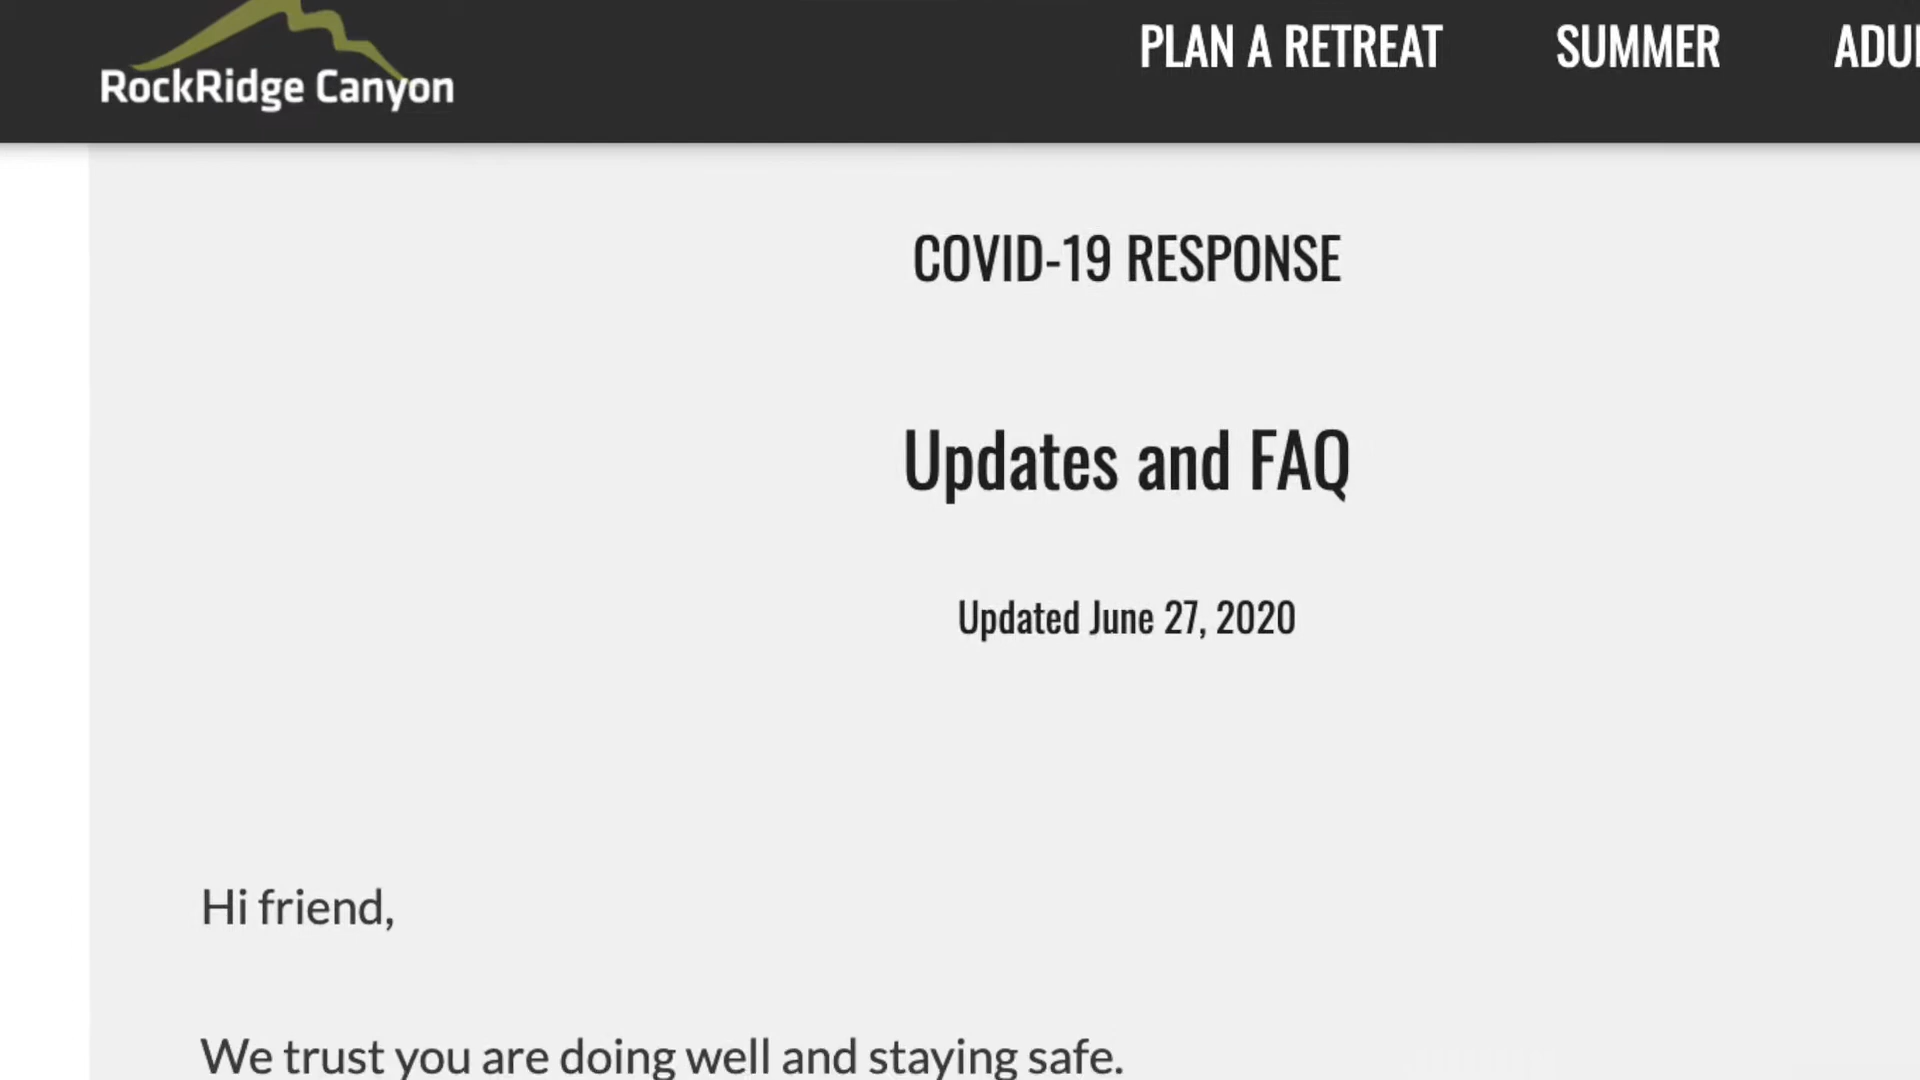 RockRidge Canyon
PLAN A RETREAT SUMMER
COVID-19 RESPONSE
Updates and FAQ
Updated June 27, 2020
Hi friend,
We trust you are doing well and staying safe.